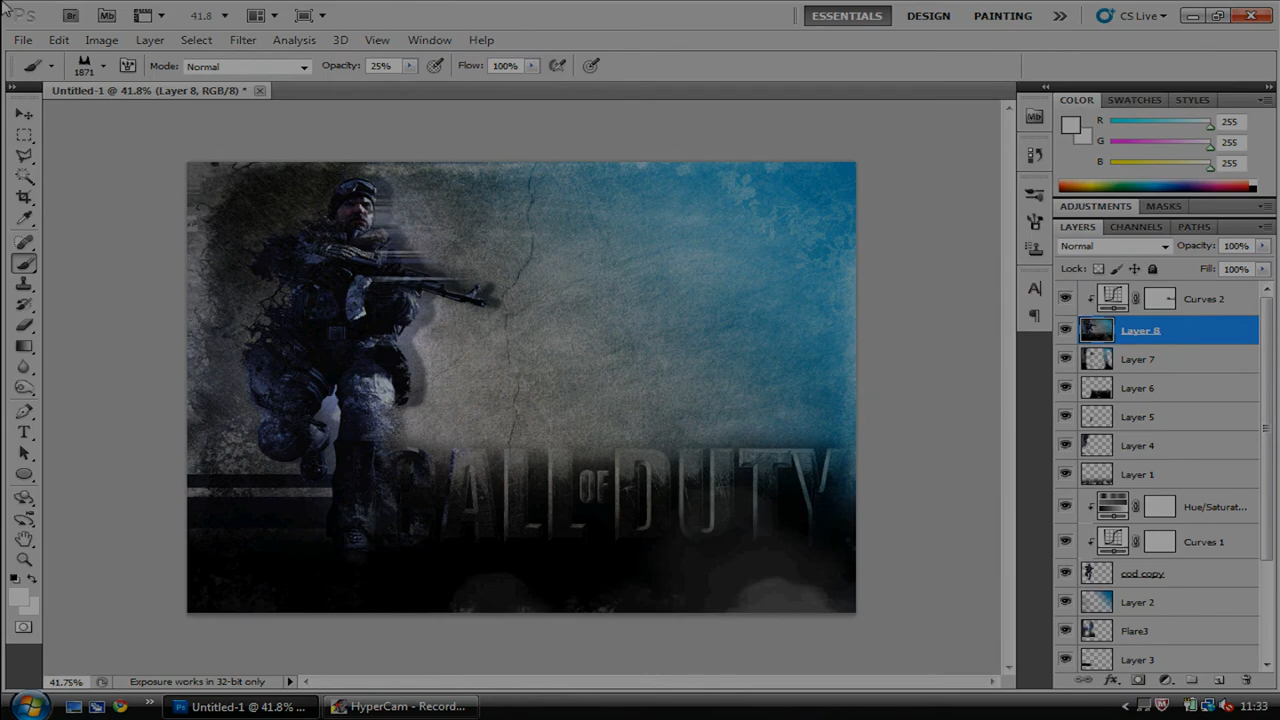 Ps Br Mb 41.8 ESSENTIALS DESIGN PAINTING CS Live
File Edit Image Layer Select Filter Analysis 3D View Window Help
1871 Mode: Normal Opacity: 25% Flow: 100%
Untitled-1 @ 41.8% (Layer 8, RGB/8) *
COLOR SWATCHES STYLES
R 255
G 255
B 255
ADJUSTMENTS MASKS
LAYERS CHANNELS PATHS
Normal Opacity: 100%
Lock: Fill: 100%
Curves 2
Layer 8
Layer 7
Layer 6
Layer 5
Layer 4
Layer 1
Hue/Saturat...
Curves 1
cod copy
Layer 2
Flare3
Layer 3
CALL OF DUTY
41.75% Exposure works in 32-bit only
Untitled-1 @ 41.8% ... HyperCam - Record... 11:33